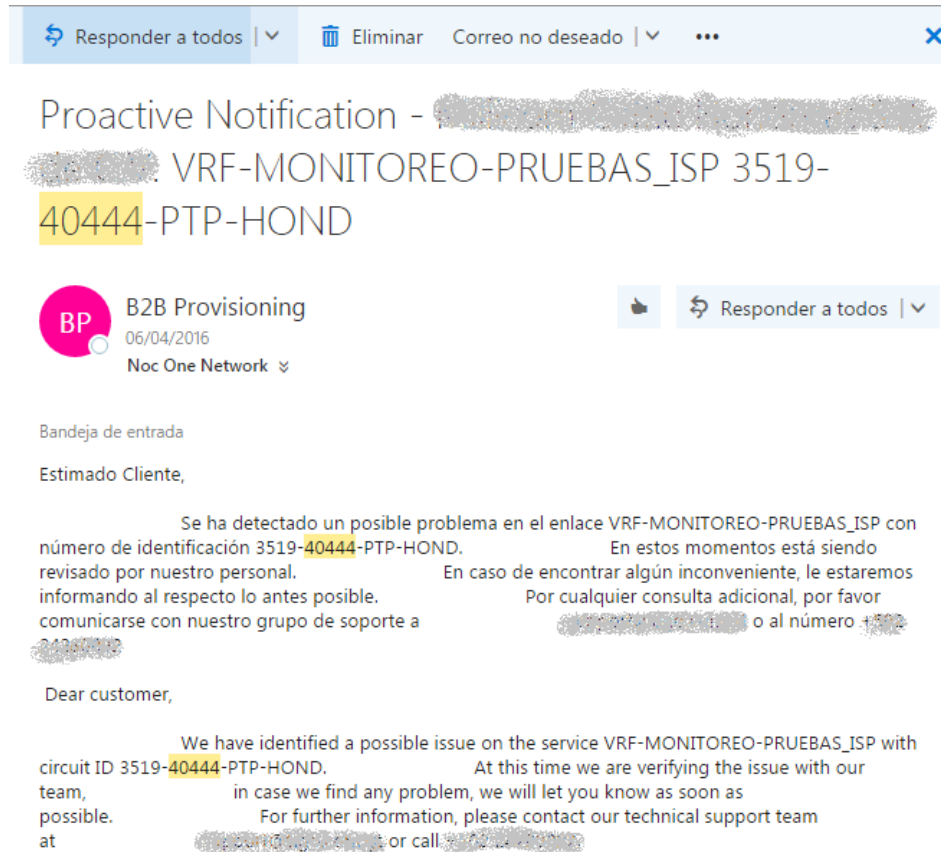 Responder a todos | Eliminar Correo no deseado | •••
Proactive Notification -
VRF-MONITOREO-PRUEBAS_ISP 3519-
40444-PTP-HOND
BP
B2B Provisioning
Responder a todos |
06/04/2016
Noc One Network
Bandeja de entrada
Estimado Cliente,
Se ha detectado un posible problema en el enlace VRF-MONITOREO-PRUEBAS_ISP con
número de identificación 3519-40444-PTP-HOND. En estos momentos está siendo
revisado por nuestro personal. En caso de encontrar algún inconveniente, le estaremos
informando al respecto lo antes posible. Por cualquier consulta adicional, por favor
comunicarse con nuestro grupo de soporte a o al número
Dear customer,
We have identified a possible issue on the service VRF-MONITOREO-PRUEBAS_ISP with
circuit ID 3519-40444-PTP-HOND. At this time we are verifying the issue with our
team, in case we find any problem, we will let you know as soon as
possible. For further information, please contact our technical support team
at or call